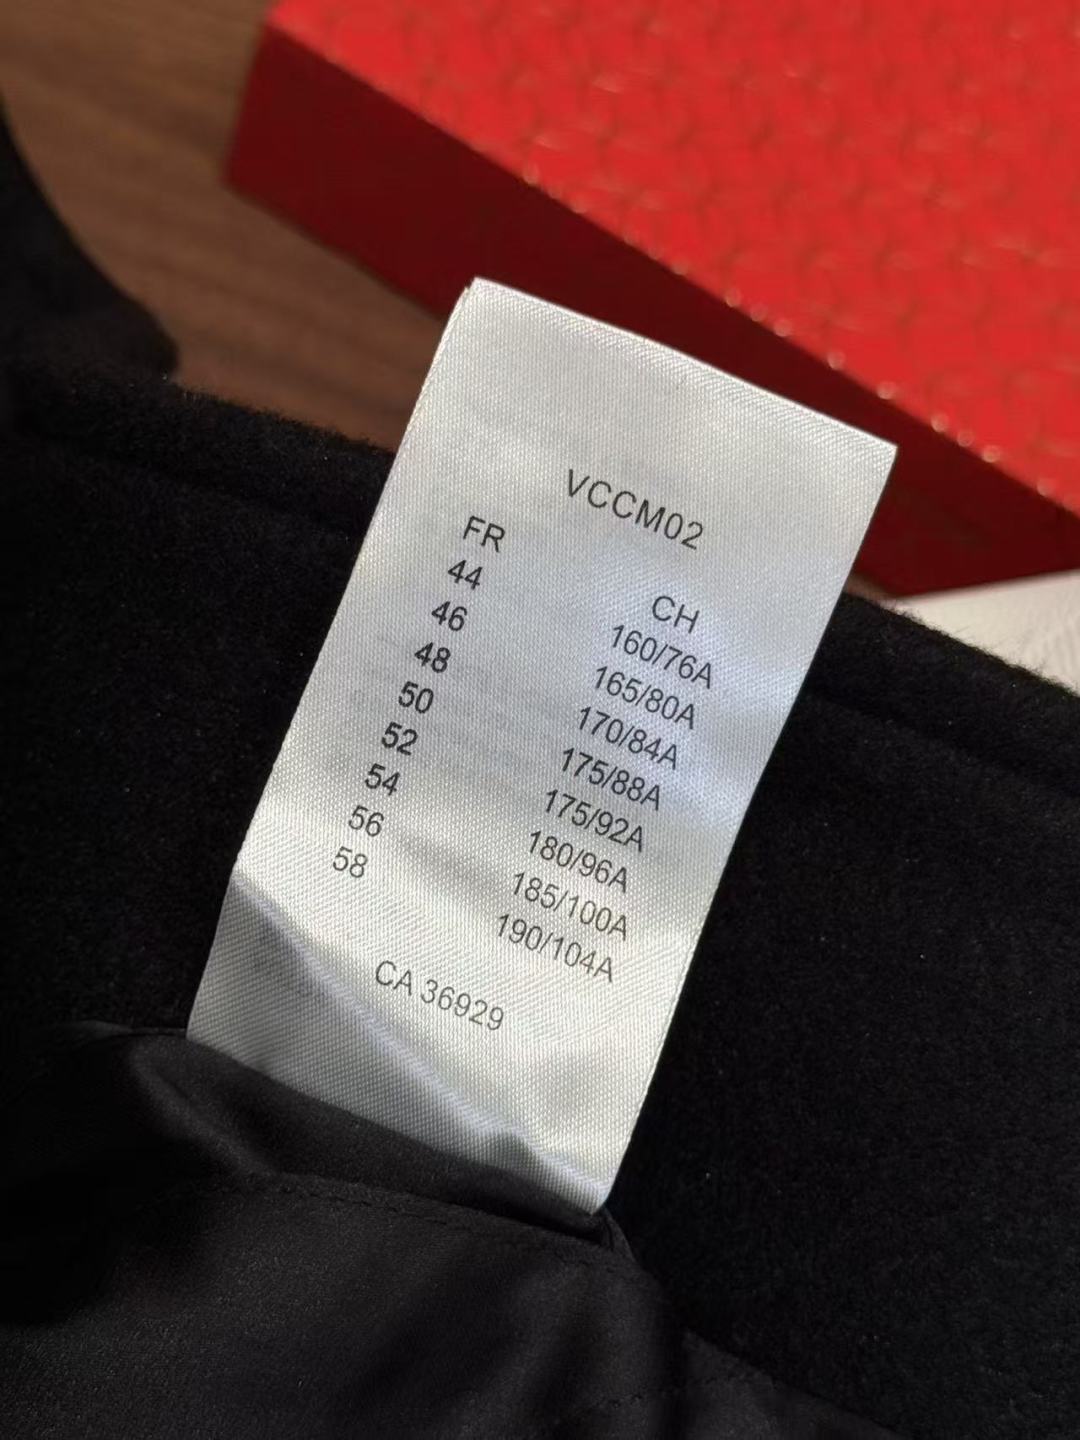 VCCM02
FR CH
44 160/76A
46 165/80A
48 170/84A
50 175/88A
52 175/92A
54 180/96A
56 185/100A
58 190/104A
CA 36929